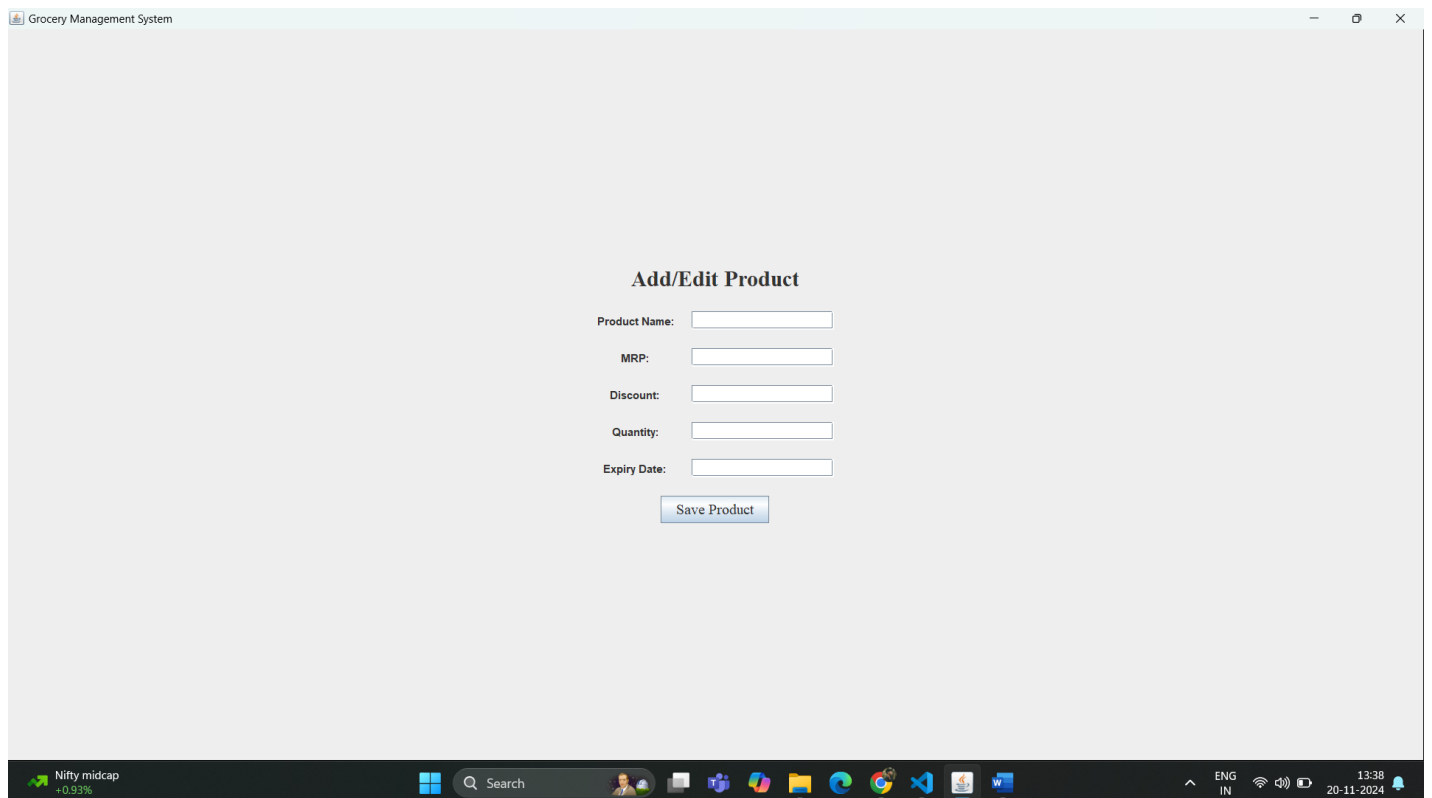 Grocery Management System
Add/Edit Product
Product Name:
MRP:
Discount:
Quantity:
Expiry Date:
Save Product
Nifty midcap
+0.93%
Search
ENG
IN
13:38
20-11-2024